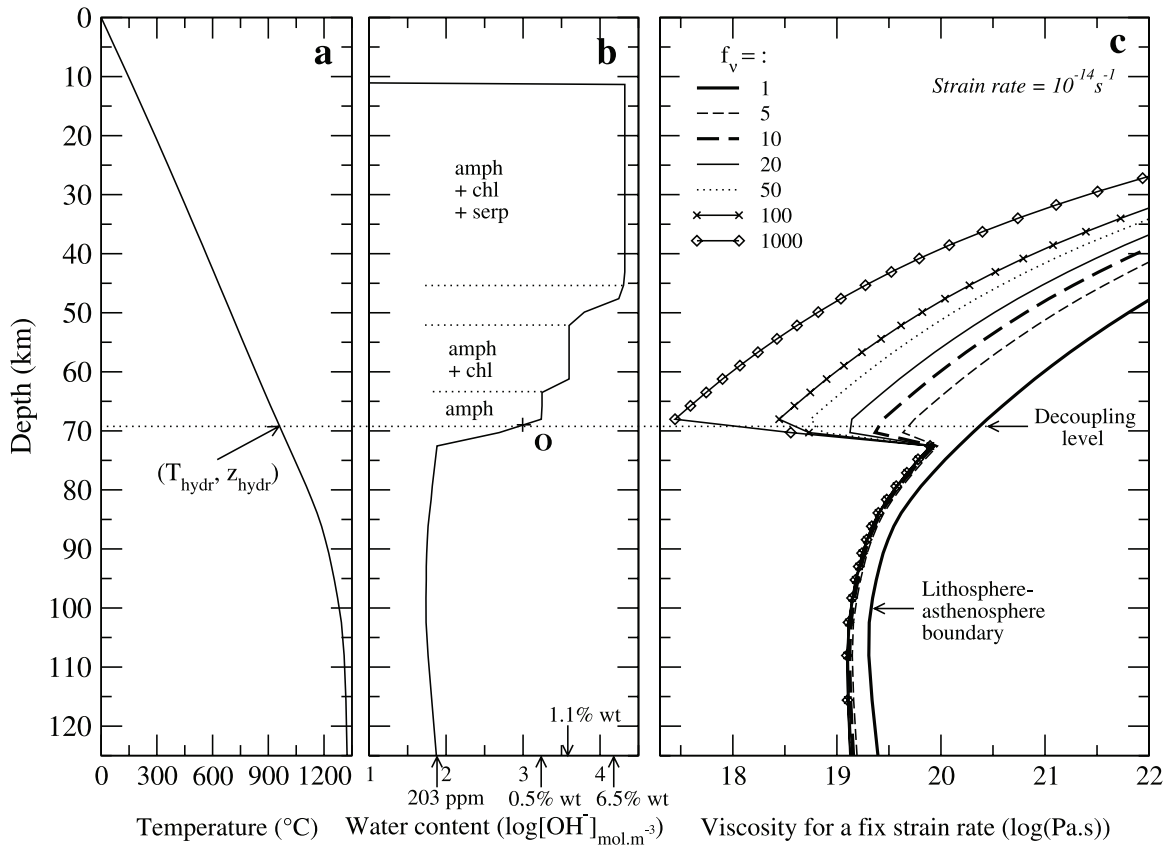 a
b
c
f_ν = :
1
5
10
20
50
100
1000
Strain rate = 10^-14 s^-1
0
10
20
30
40
50
60
70
80
90
100
110
120
Depth (km)
amph
+ chl
+ serp
amph
+ chl
amph
O
(T_hydr, z_hydr)
Decoupling
level
Lithosphere-
asthenosphere
boundary
1.1% wt
0 300 600 900 1200
1 2 3 4
18 19 20 21 22
203 ppm 0.5% wt 6.5% wt
Temperature (°C)
Water content (log[OH^-]_mol.m^-3)
Viscosity for a fix strain rate (log(Pa.s))